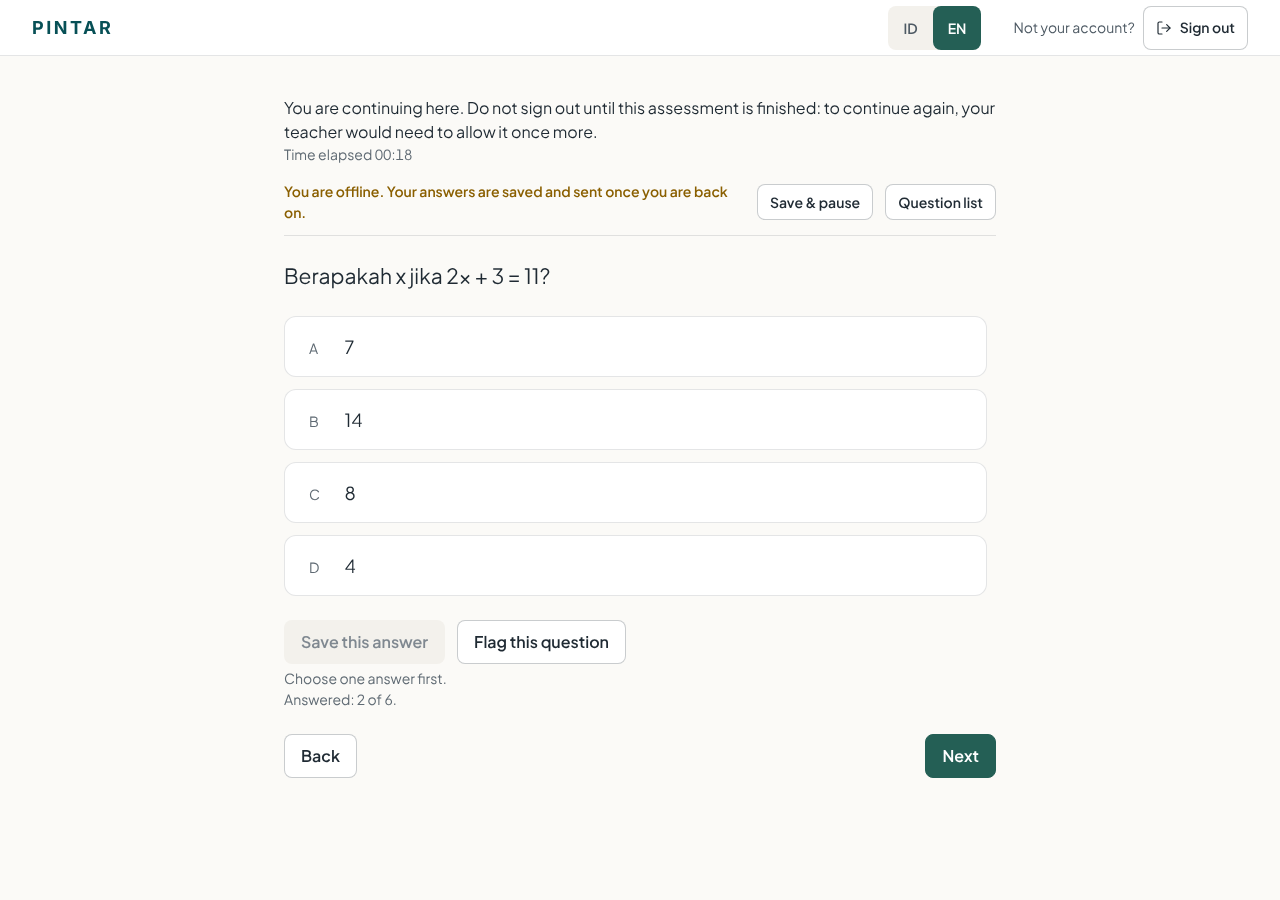 PINTAR
ID
EN
Not your account?
Sign out
You are continuing here. Do not sign out until this assessment is finished: to continue again, your
teacher would need to allow it once more.
Time elapsed 00:18
You are offline. Your answers are saved and sent once you are back
on.
Save & pause
Question list
Berapakah x jika 2× + 3 = 11?
A 7
B 14
C 8
D 4
Save this answer
Flag this question
Choose one answer first.
Answered: 2 of 6.
Back
Next